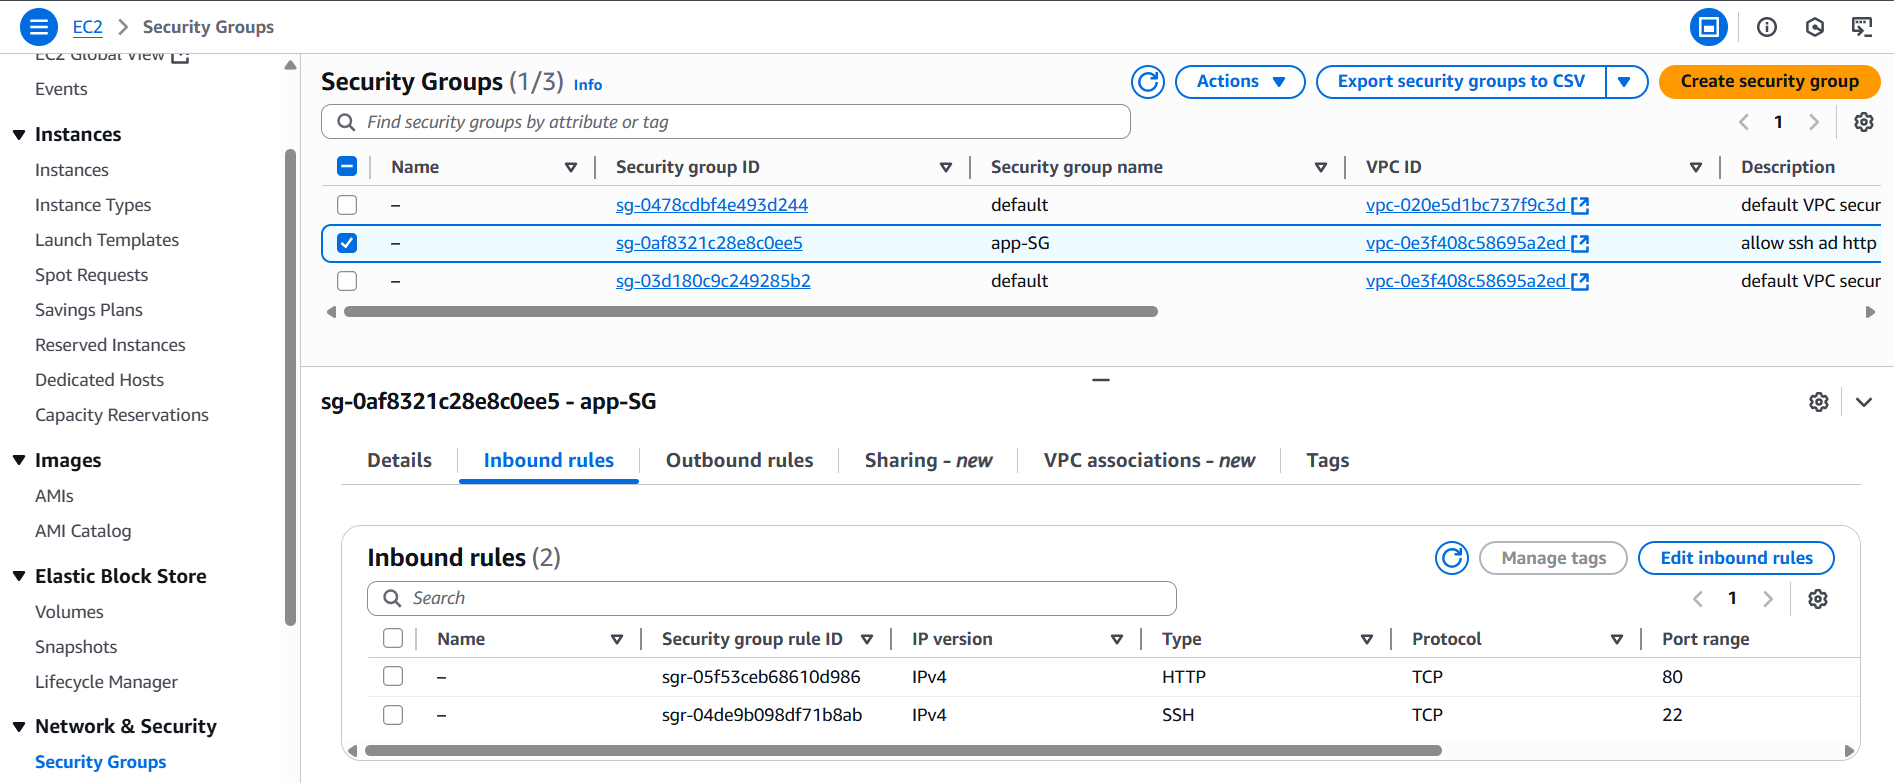 EC2 > Security Groups
EC2 Global View
Events
Instances
Instances
Instance Types
Launch Templates
Spot Requests
Savings Plans
Reserved Instances
Dedicated Hosts
Capacity Reservations
Images
AMIs
AMI Catalog
Elastic Block Store
Volumes
Snapshots
Lifecycle Manager
Network & Security
Security Groups
Security Groups (1/3) Info
Actions
Export security groups to CSV
Create security group
Find security groups by attribute or tag
1
Name Security group ID Security group name VPC ID Description
– sg-0478cdbf4e493d244 default vpc-020e5d1bc737f9c3d default VPC secur
– sg-0af8321c28e8c0ee5 app-SG vpc-0e3f408c58695a2ed allow ssh ad http
– sg-03d180c9c249285b2 default vpc-0e3f408c58695a2ed default VPC secur
sg-0af8321c28e8c0ee5 - app-SG
Details Inbound rules Outbound rules Sharing - new VPC associations - new Tags
Inbound rules (2)
Manage tags
Edit inbound rules
Search
1
Name Security group rule ID IP version Type Protocol Port range
– sgr-05f53ceb68610d986 IPv4 HTTP TCP 80
– sgr-04de9b098df71b8ab IPv4 SSH TCP 22